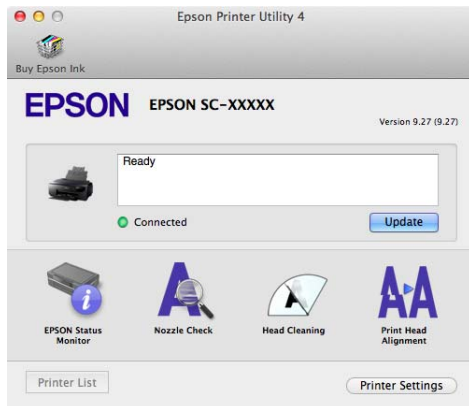 Epson Printer Utility 4
Buy Epson Ink
EPSON
EPSON SC-XXXXX
Version 9.27 (9.27)
Ready
Connected
Update
EPSON Status
Monitor
Nozzle Check
Head Cleaning
Print Head
Alignment
Printer List
Printer Settings